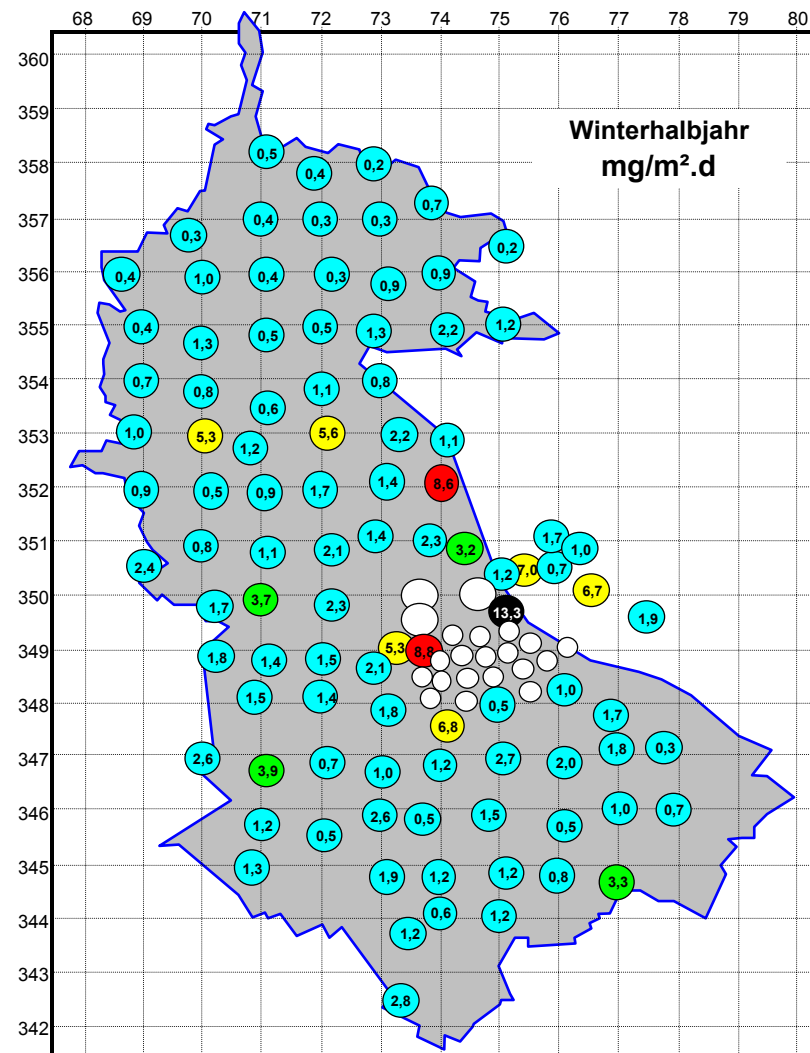 68 69 70 71 72 73 74 75 76 77 78 79 80
360
359
Winterhalbjahr
mg/m².d
358
0,5 0,4 0,2
357
0,3 0,4 0,3 0,3 0,7 0,2
356
0,4 1,0 0,4 0,3 0,9 0,9
355
0,4 1,3 0,5 0,5 1,3 2,2 1,2
354
0,7 0,8 0,6 1,1 0,8
353
1,0 5,3 1,2 5,6 2,2 1,1
352
0,9 0,5 0,9 1,7 1,4 8,6
351
2,4 0,8 1,1 2,1 1,4 2,3 3,2 1,2 7,0 0,7 1,7 1,0
350
1,7 3,7 2,3 13,3 6,7 1,9
349
1,8 1,4 1,5 2,1 5,3 8,8
348
1,5 1,4 1,8 6,8 0,5 1,0 1,7
347
2,6 3,9 0,7 1,0 1,2 2,7 2,0 1,8 0,3
346
1,2 0,5 2,6 0,5 1,5 0,5 1,0 0,7
345
1,3 1,9 1,2 1,2 0,8 3,3
344
1,2 0,6 1,2
343
2,8
342